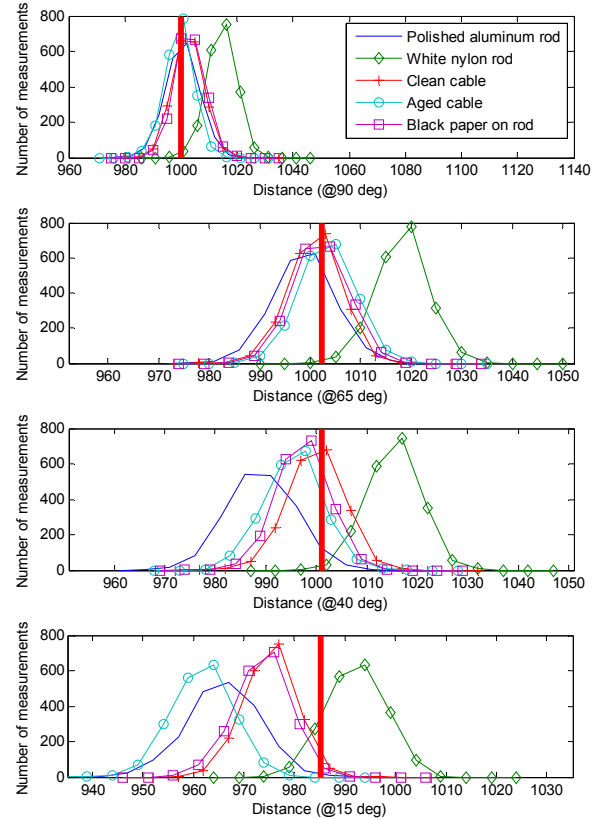 800
600
400
200
0
Number of measurements
Polished aluminum rod
White nylon rod
Clean cable
Aged cable
Black paper on rod
960 980 1000 1020 1040 1060 1080 1100 1120 1140
Distance (@90 deg)
800
600
400
200
0
Number of measurements
960 970 980 990 1000 1010 1020 1030 1040 1050
Distance (@65 deg)
800
600
400
200
0
Number of measurements
960 970 980 990 1000 1010 1020 1030 1040 1050
Distance (@40 deg)
800
600
400
200
0
Number of measurements
940 950 960 970 980 990 1000 1010 1020 1030
Distance (@15 deg)